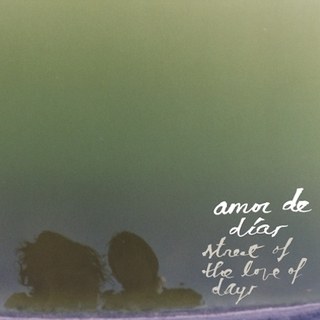 amor de
días
street of
the love of
days